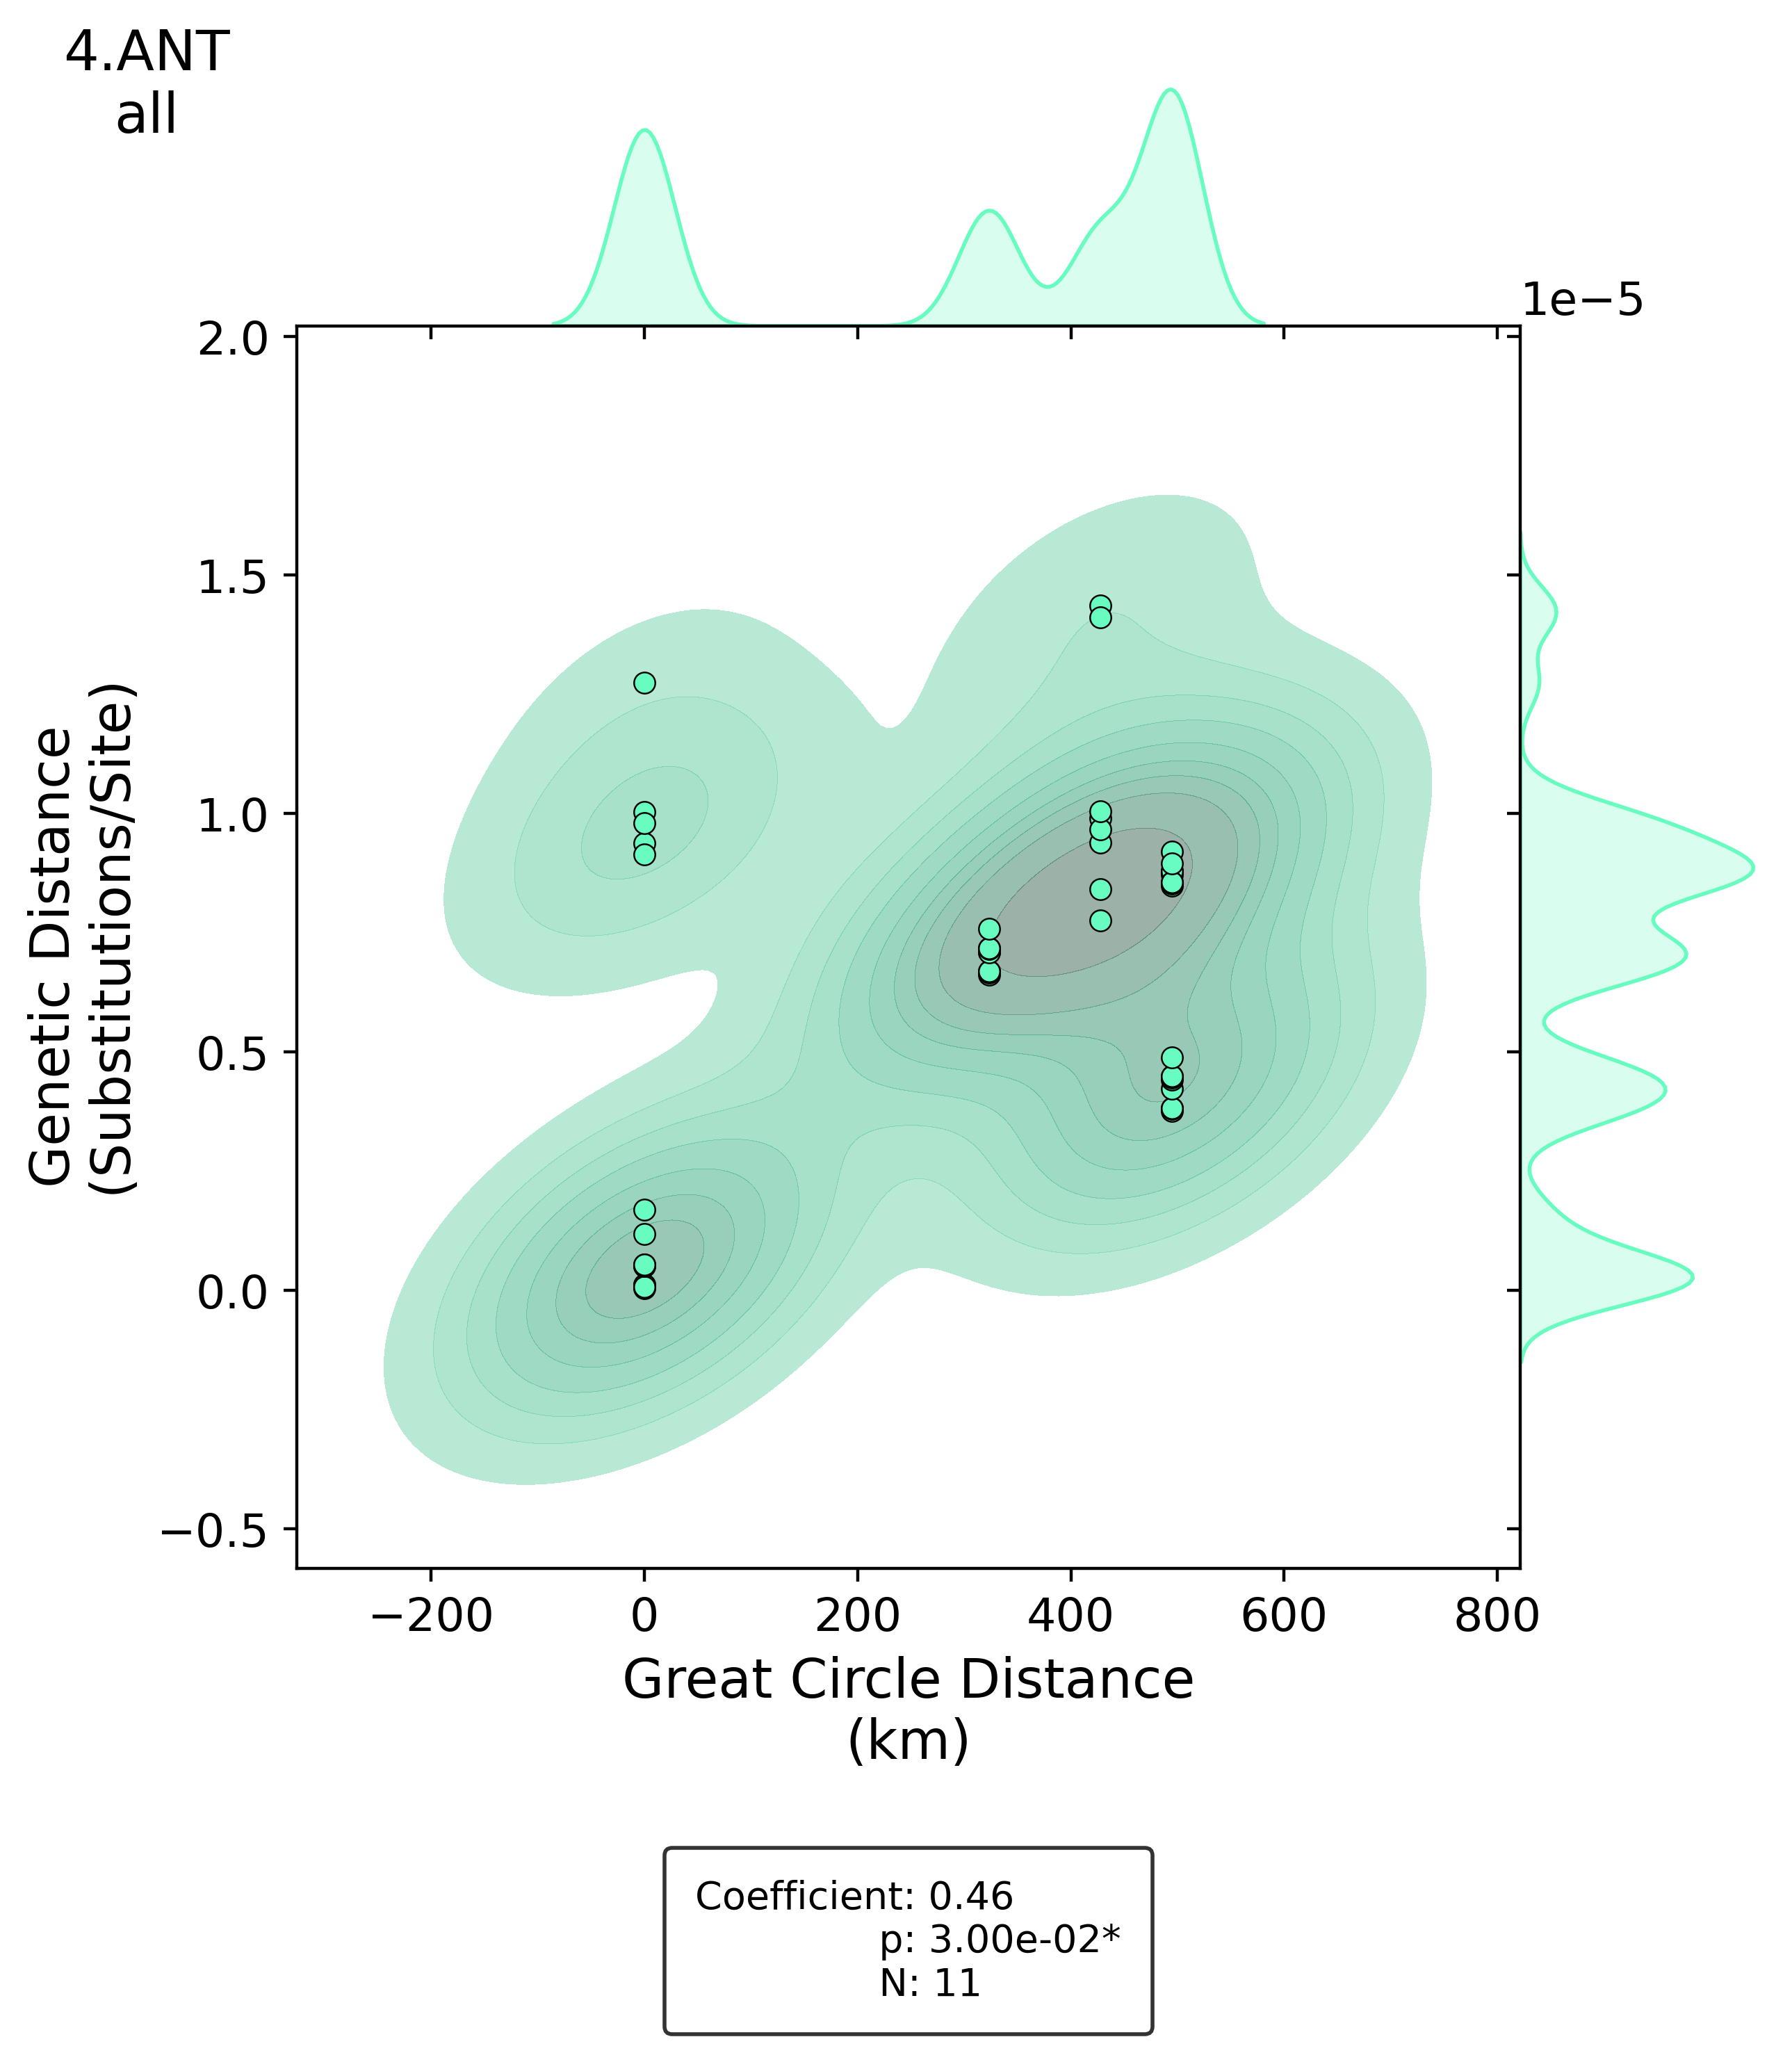 4.ANT
all
1e−5
2.0
1.5
1.0
0.5
0.0
−0.5
Genetic Distance
(Substitutions/Site)
−200 0 200 400 600 800
Great Circle Distance
(km)
Coefficient: 0.46
p: 3.00e-02*
N: 11